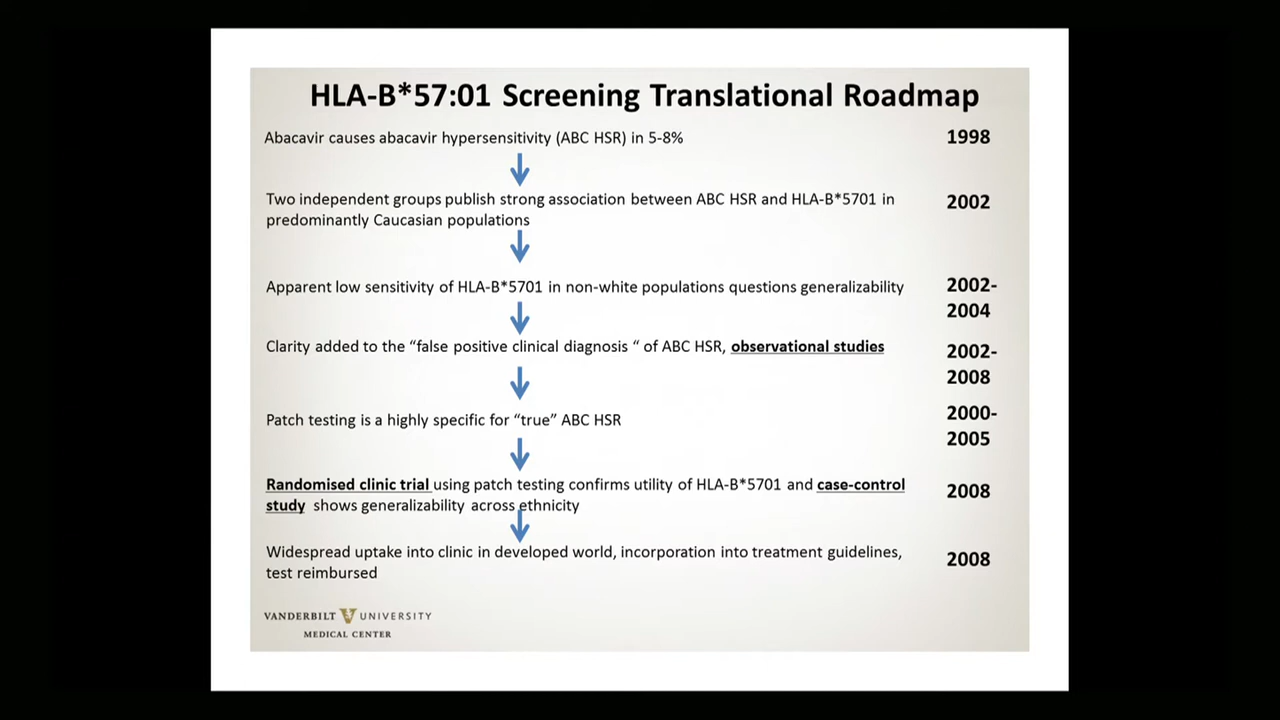 HLA-B*57:01 Screening Translational Roadmap
Abacavir causes abacavir hypersensitivity (ABC HSR) in 5-8%
1998
Two independent groups publish strong association between ABC HSR and HLA-B*5701 in
predominantly Caucasian populations
2002
Apparent low sensitivity of HLA-B*5701 in non-white populations questions generalizability
2002-
2004
Clarity added to the “false positive clinical diagnosis “ of ABC HSR, observational studies
2002-
2008
Patch testing is a highly specific for “true” ABC HSR
2000-
2005
Randomised clinic trial using patch testing confirms utility of HLA-B*5701 and case-control
study shows generalizability across ethnicity
2008
Widespread uptake into clinic in developed world, incorporation into treatment guidelines,
test reimbursed
2008
VANDERBILT V UNIVERSITY
MEDICAL CENTER